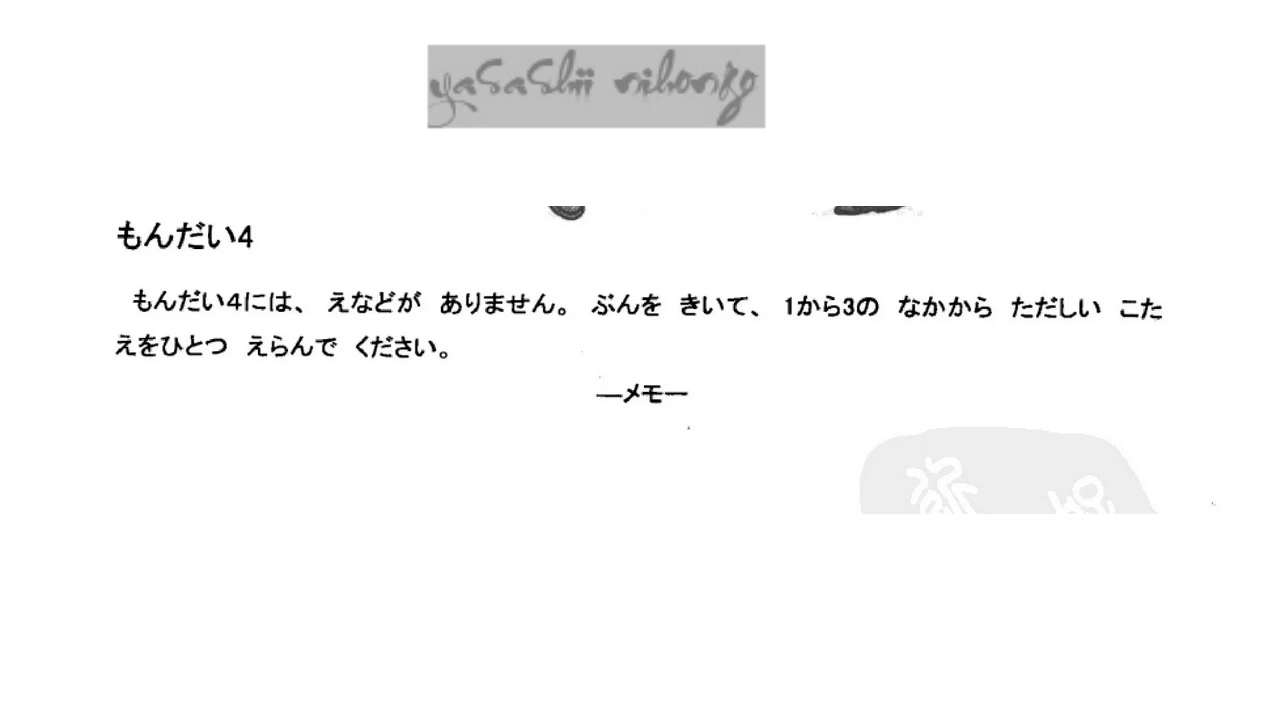 yasashii nihongo
もんだい4
もんだい4には、 えなどが ありません。 ぶんを きいて、 1から3の なかから ただしい こた
えをひとつ えらんで ください。
―メモー